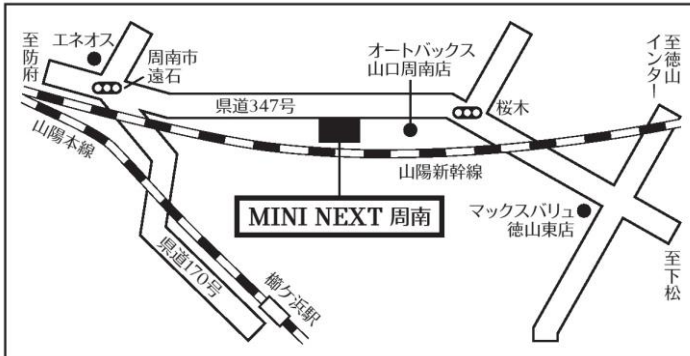 至防府
エネオス
周南市
遠石
オートバックス
山口周南店
至徳山
インター
県道347号
桜木
山陽本線
山陽新幹線
MINI NEXT 周南
マックスバリュ
徳山東店
県道170号
櫛ケ浜駅
至下松